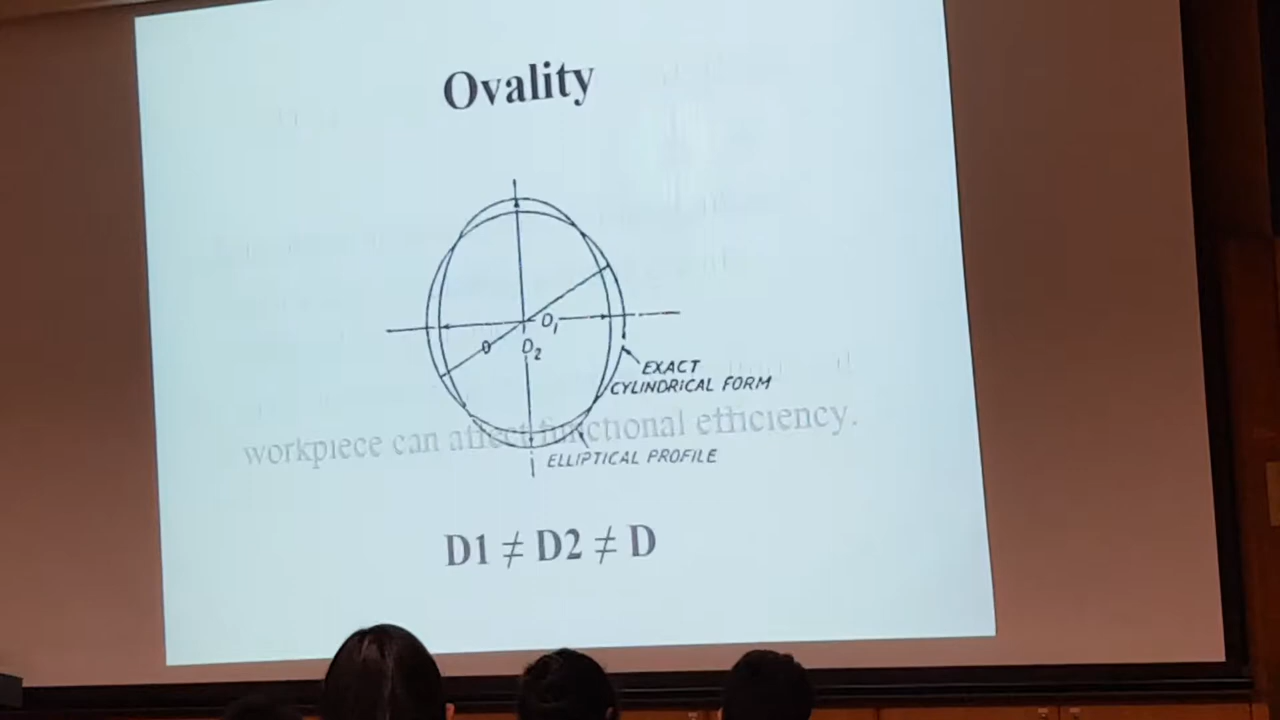 Ovality
D1
D
D2
EXACT
CYLINDRICAL FORM
workpiece can affect functional efficiency.
ELLIPTICAL PROFILE
D1 ≠ D2 ≠ D